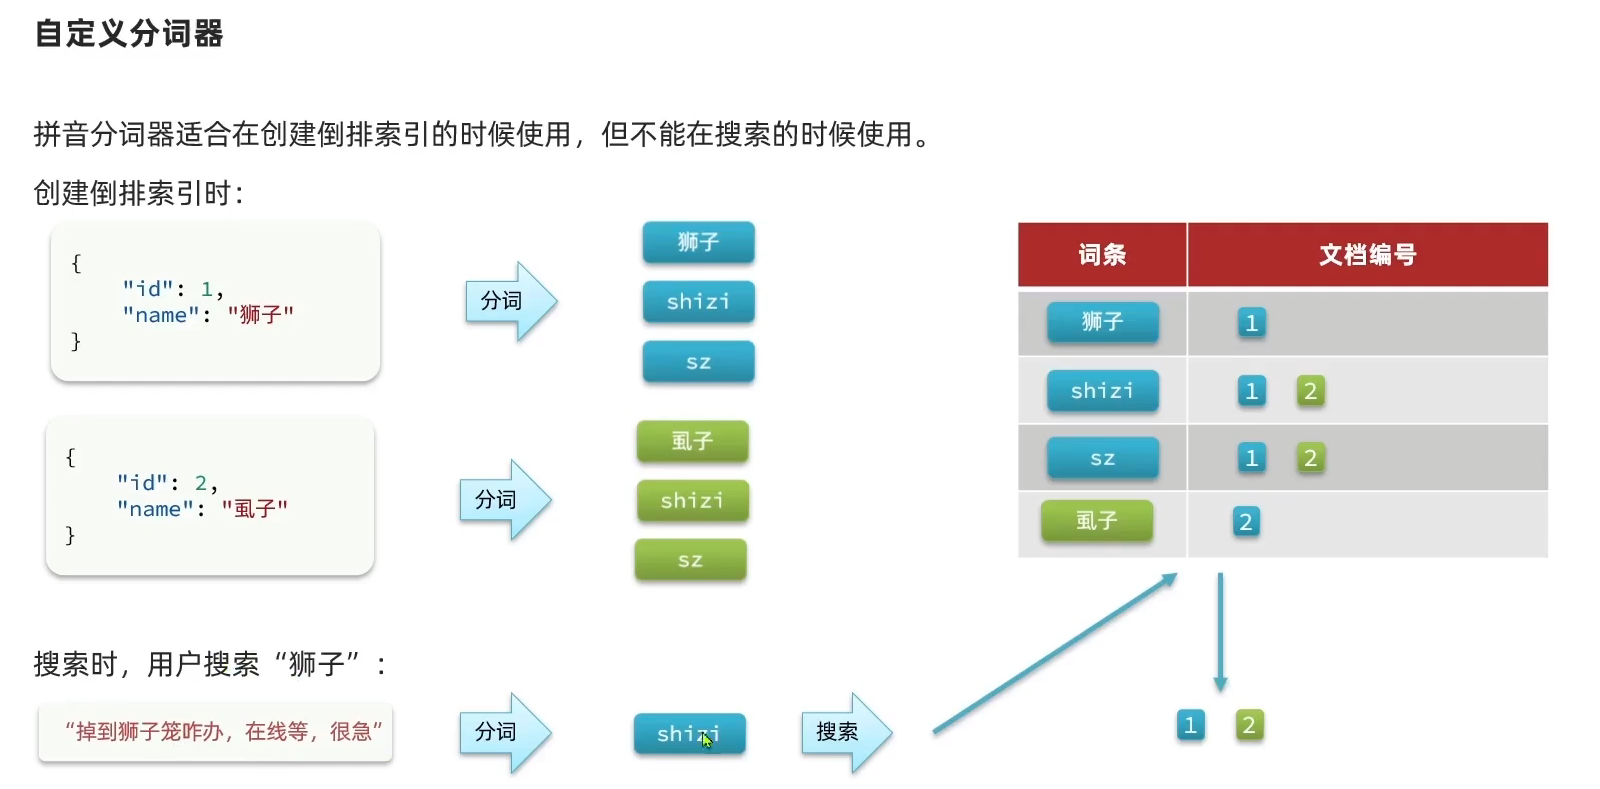 自定义分词器
拼音分词器适合在创建倒排索引的时候使用，但不能在搜索的时候使用。
创建倒排索引时：
{
"id": 1,
"name": "狮子"
}
分词
狮子
shizi
sz
{
"id": 2,
"name": "虱子"
}
分词
虱子
shizi
sz
词条 文档编号
狮子 1
shizi 1 2
sz 1 2
虱子 2
搜索时，用户搜索“狮子”：
“掉到狮子笼咋办，在线等，很急”
分词
shizi
搜索
1 2